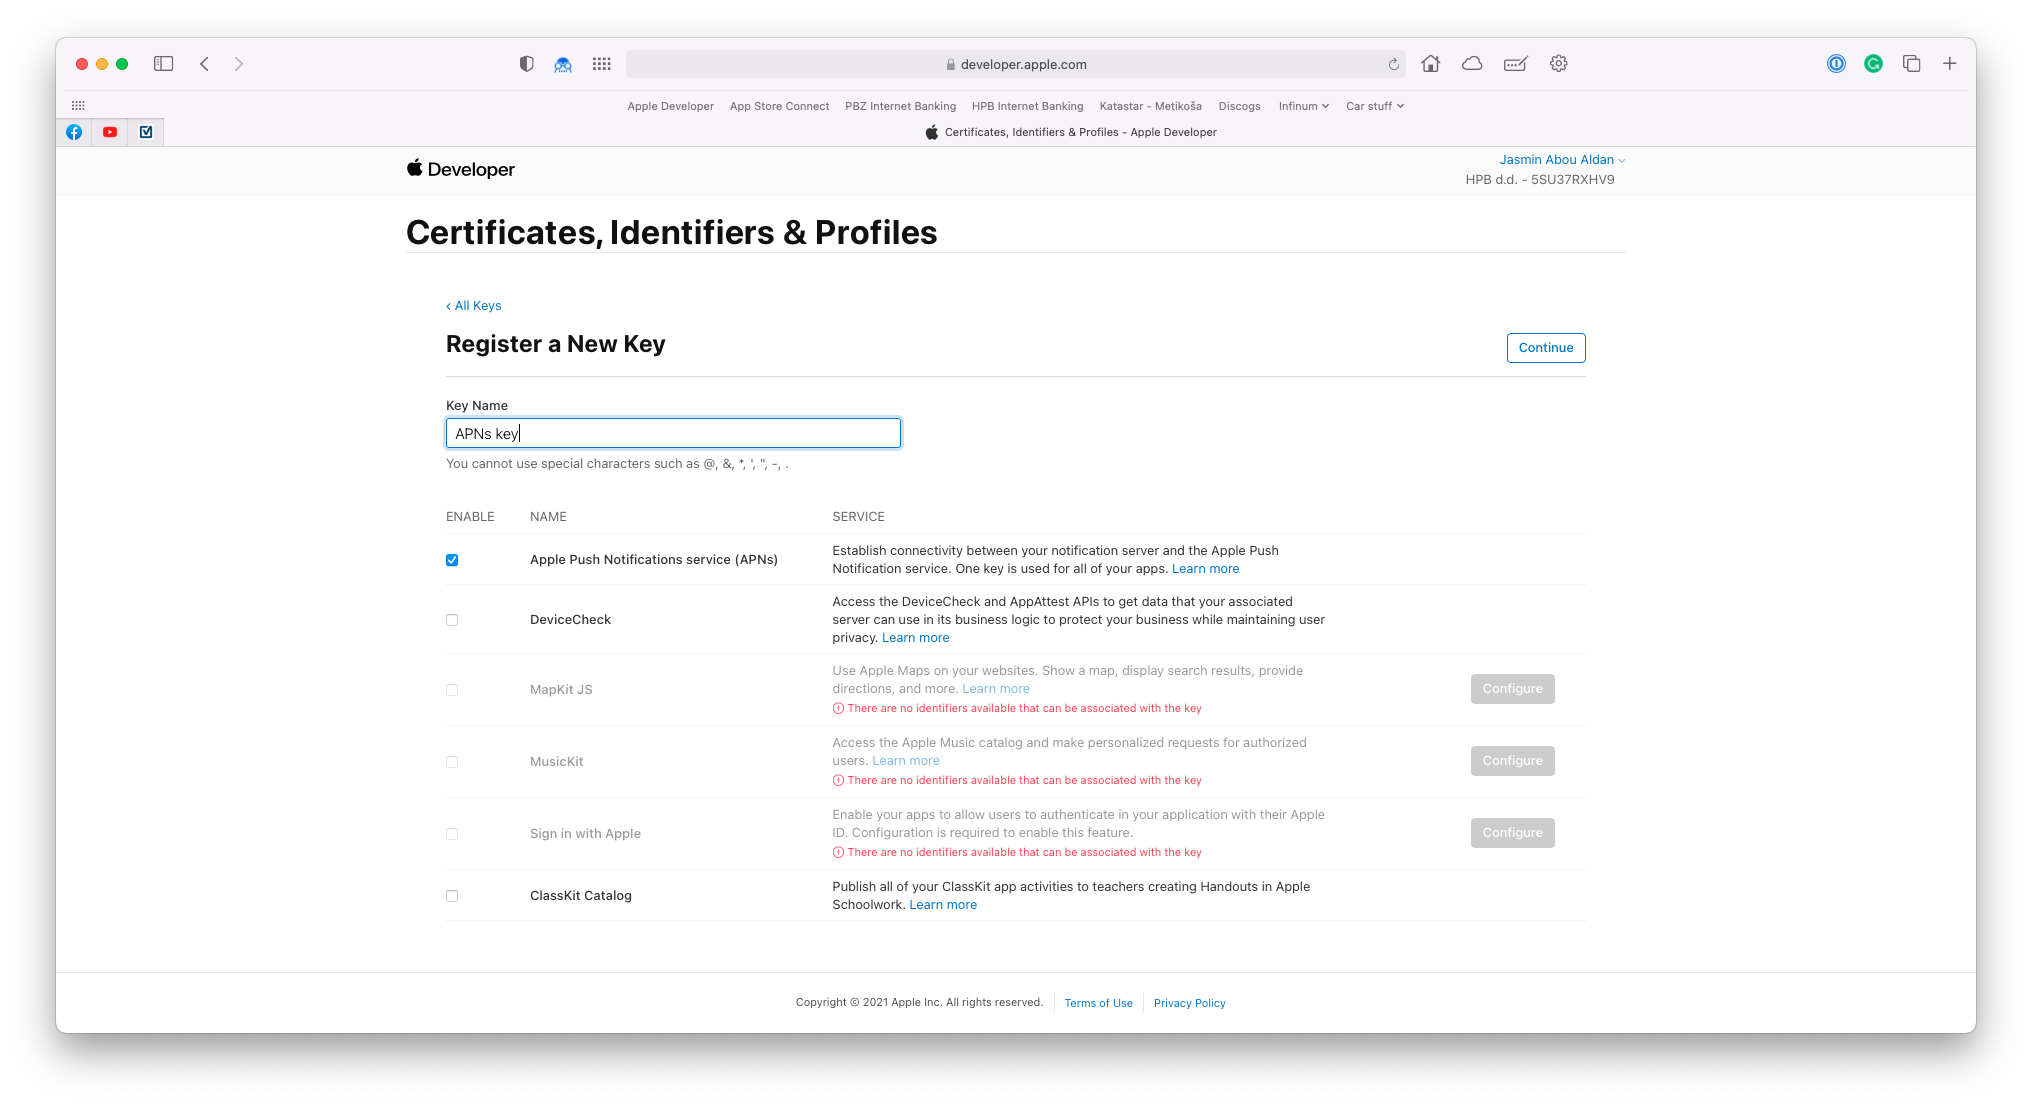 developer.apple.com
Apple Developer App Store Connect PBZ Internet Banking HPB Internet Banking Katastar - Metikoša Discogs Infinum Car stuff
Certificates, Identifiers & Profiles - Apple Developer
Developer
Jasmin Abou Aldan
HPB d.d. - 5SU37RXHV9
Certificates, Identifiers & Profiles
‹ All Keys
Register a New Key
Continue
Key Name
APNs key
You cannot use special characters such as @, &, *, ', ", -, .
ENABLE NAME SERVICE
Apple Push Notifications service (APNs)
Establish connectivity between your notification server and the Apple Push
Notification service. One key is used for all of your apps. Learn more
DeviceCheck
Access the DeviceCheck and AppAttest APIs to get data that your associated
server can use in its business logic to protect your business while maintaining user
privacy. Learn more
MapKit JS
Use Apple Maps on your websites. Show a map, display search results, provide
directions, and more. Learn more
There are no identifiers available that can be associated with the key
Configure
MusicKit
Access the Apple Music catalog and make personalized requests for authorized
users. Learn more
There are no identifiers available that can be associated with the key
Configure
Sign in with Apple
Enable your apps to allow users to authenticate in your application with their Apple
ID. Configuration is required to enable this feature.
There are no identifiers available that can be associated with the key
Configure
ClassKit Catalog
Publish all of your ClassKit app activities to teachers creating Handouts in Apple
Schoolwork. Learn more
Copyright © 2021 Apple Inc. All rights reserved. Terms of Use Privacy Policy